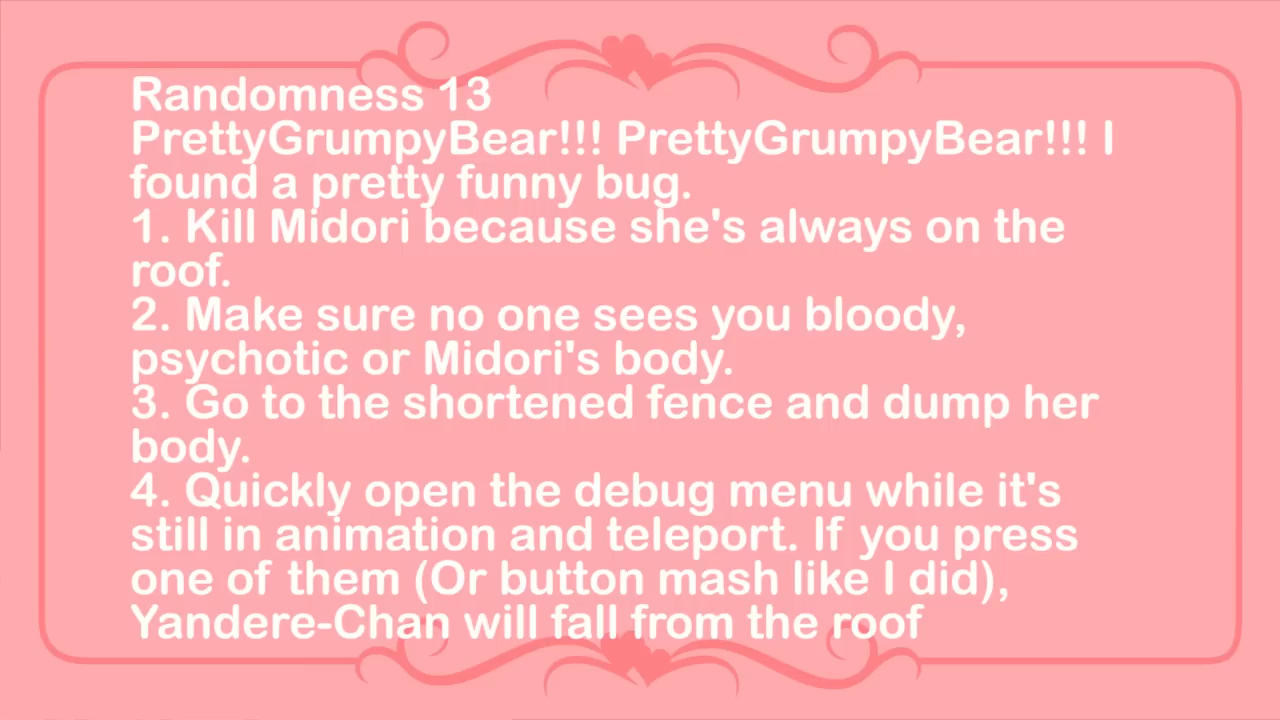 Randomness 13
PrettyGrumpyBear!!! PrettyGrumpyBear!!! I
found a pretty funny bug.
1. Kill Midori because she's always on the
roof.
2. Make sure no one sees you bloody,
psychotic or Midori's body.
3. Go to the shortened fence and dump her
body.
4. Quickly open the debug menu while it's
still in animation and teleport. If you press
one of them (Or button mash like I did),
Yandere-Chan will fall from the roof